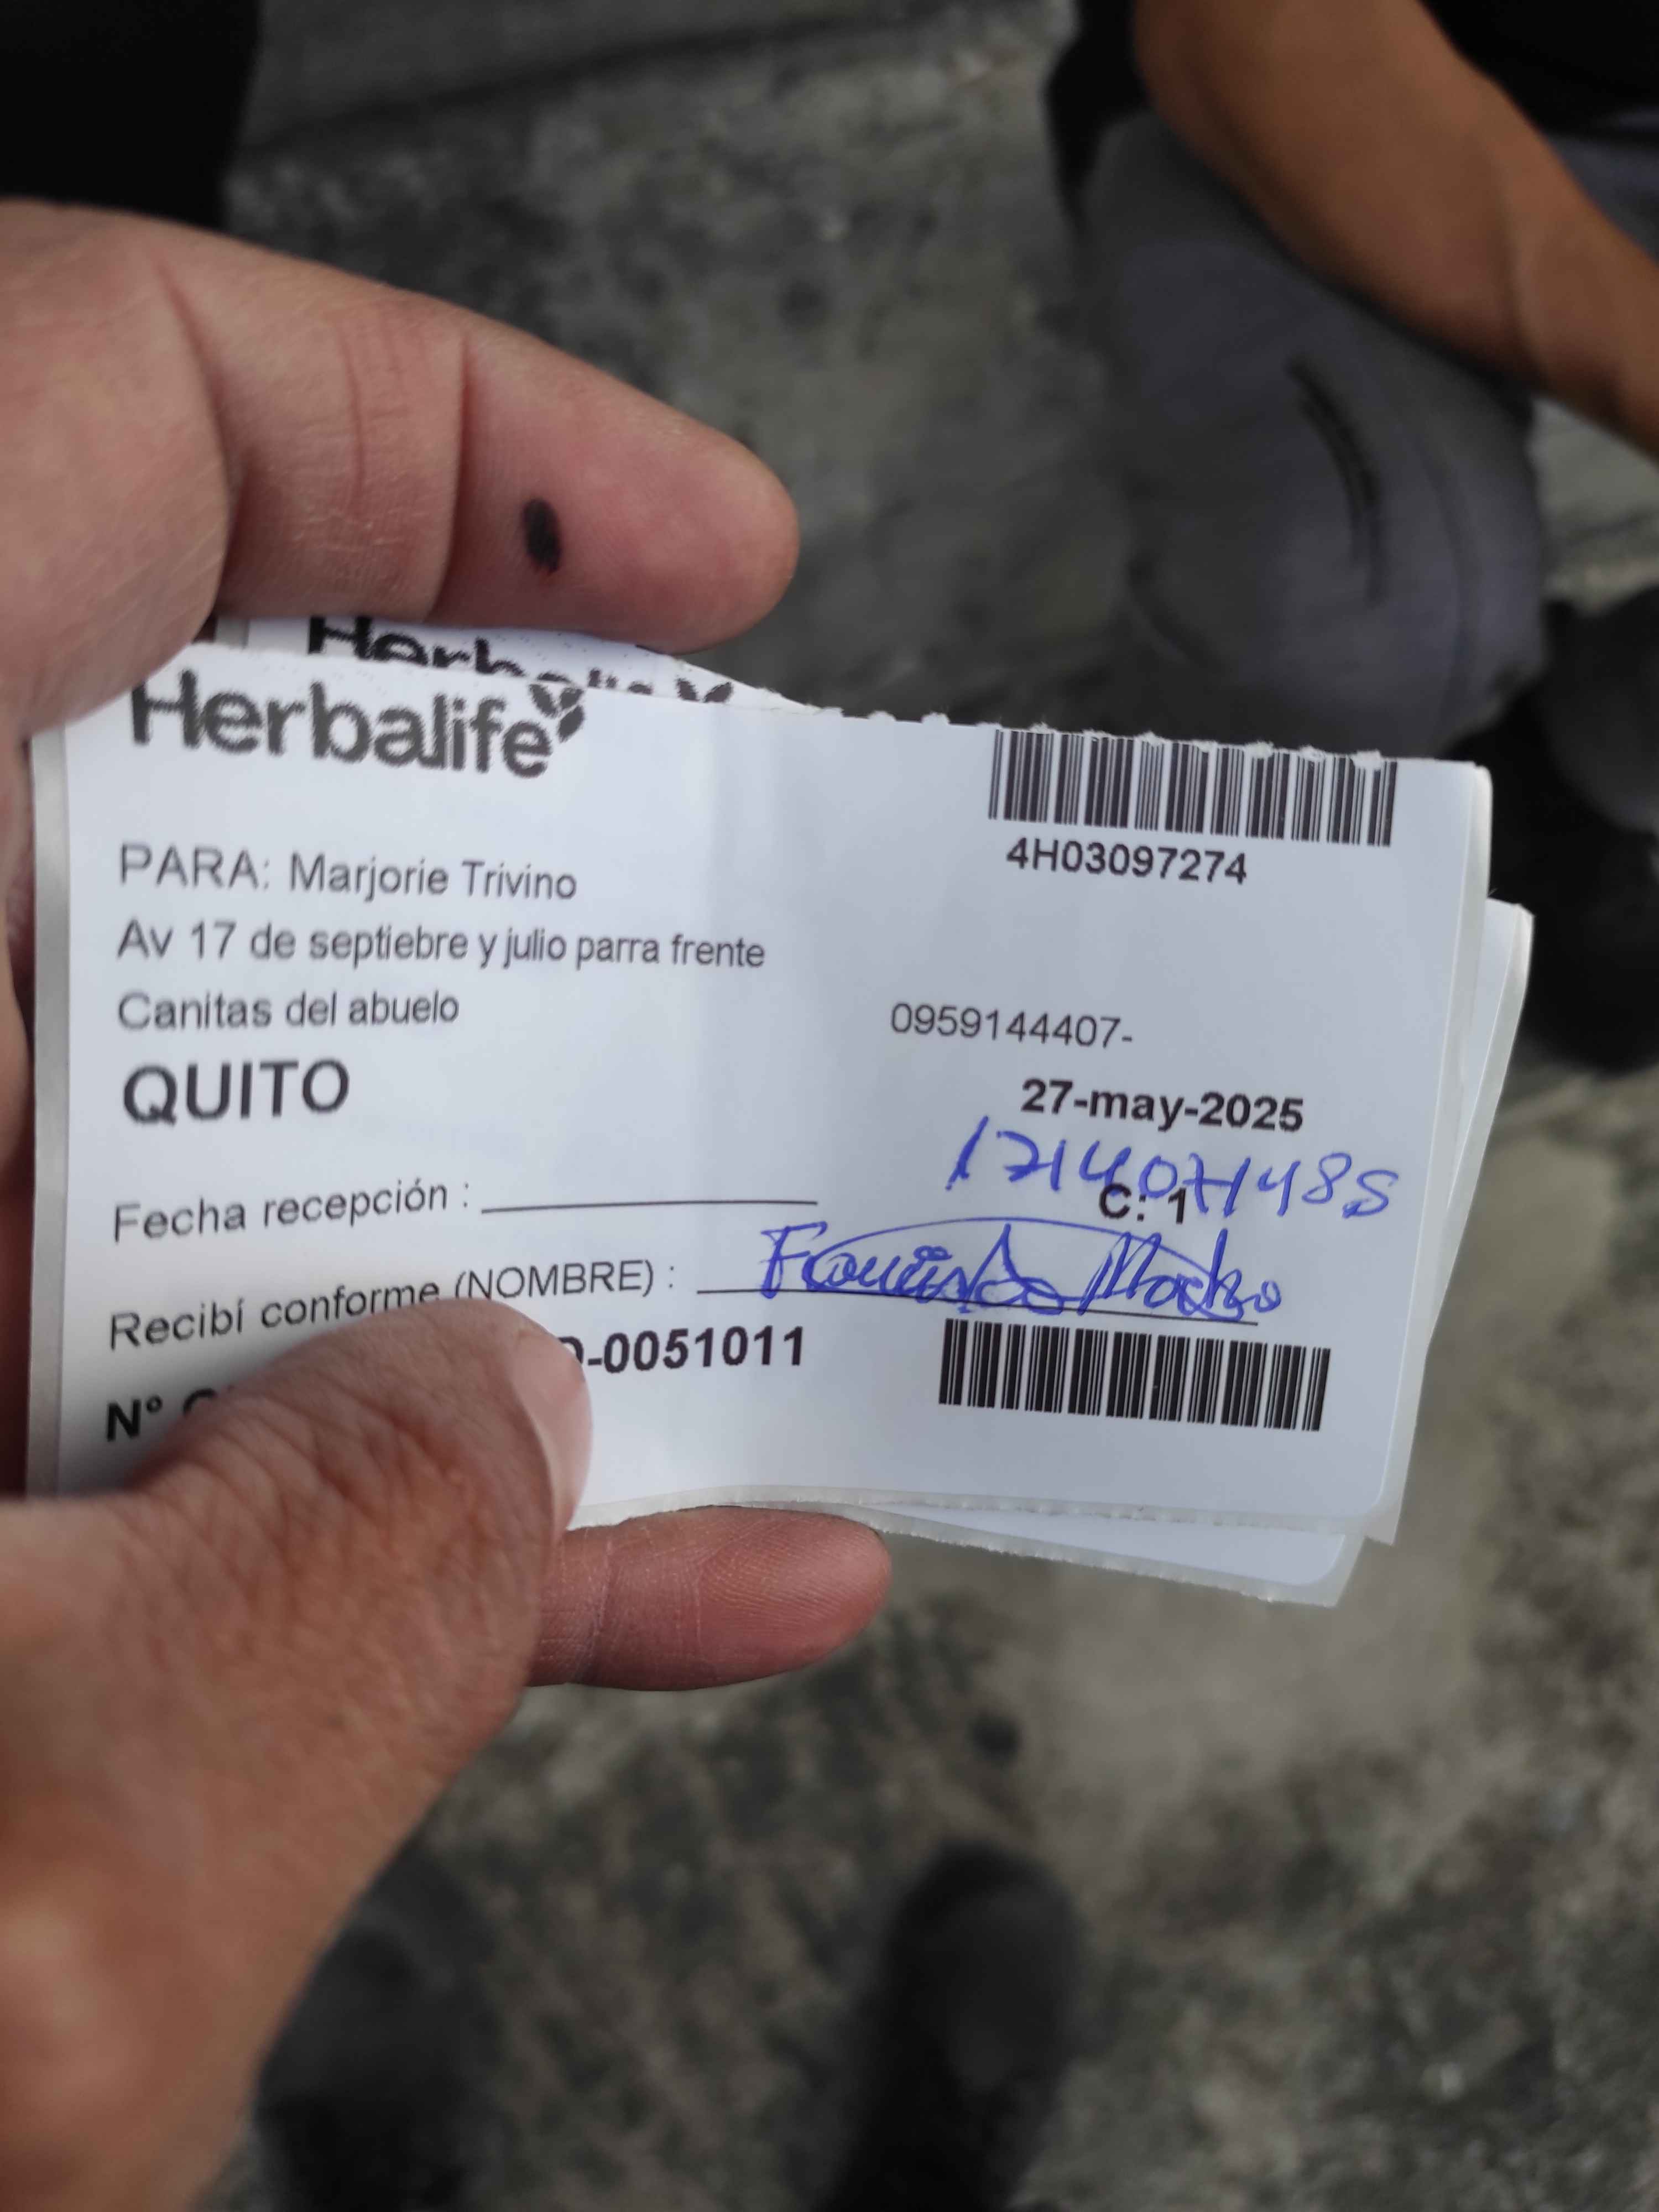 Herbalife
Herbalife
4H03097274
PARA: Marjorie Trivino
Av 17 de septiebre y julio parra frente
Canitas del abuelo
0959144407-
QUITO
27-may-2025
C: 1
Fecha recepción :
Recibí conforme (NOMBRE) :
N°
-0051011